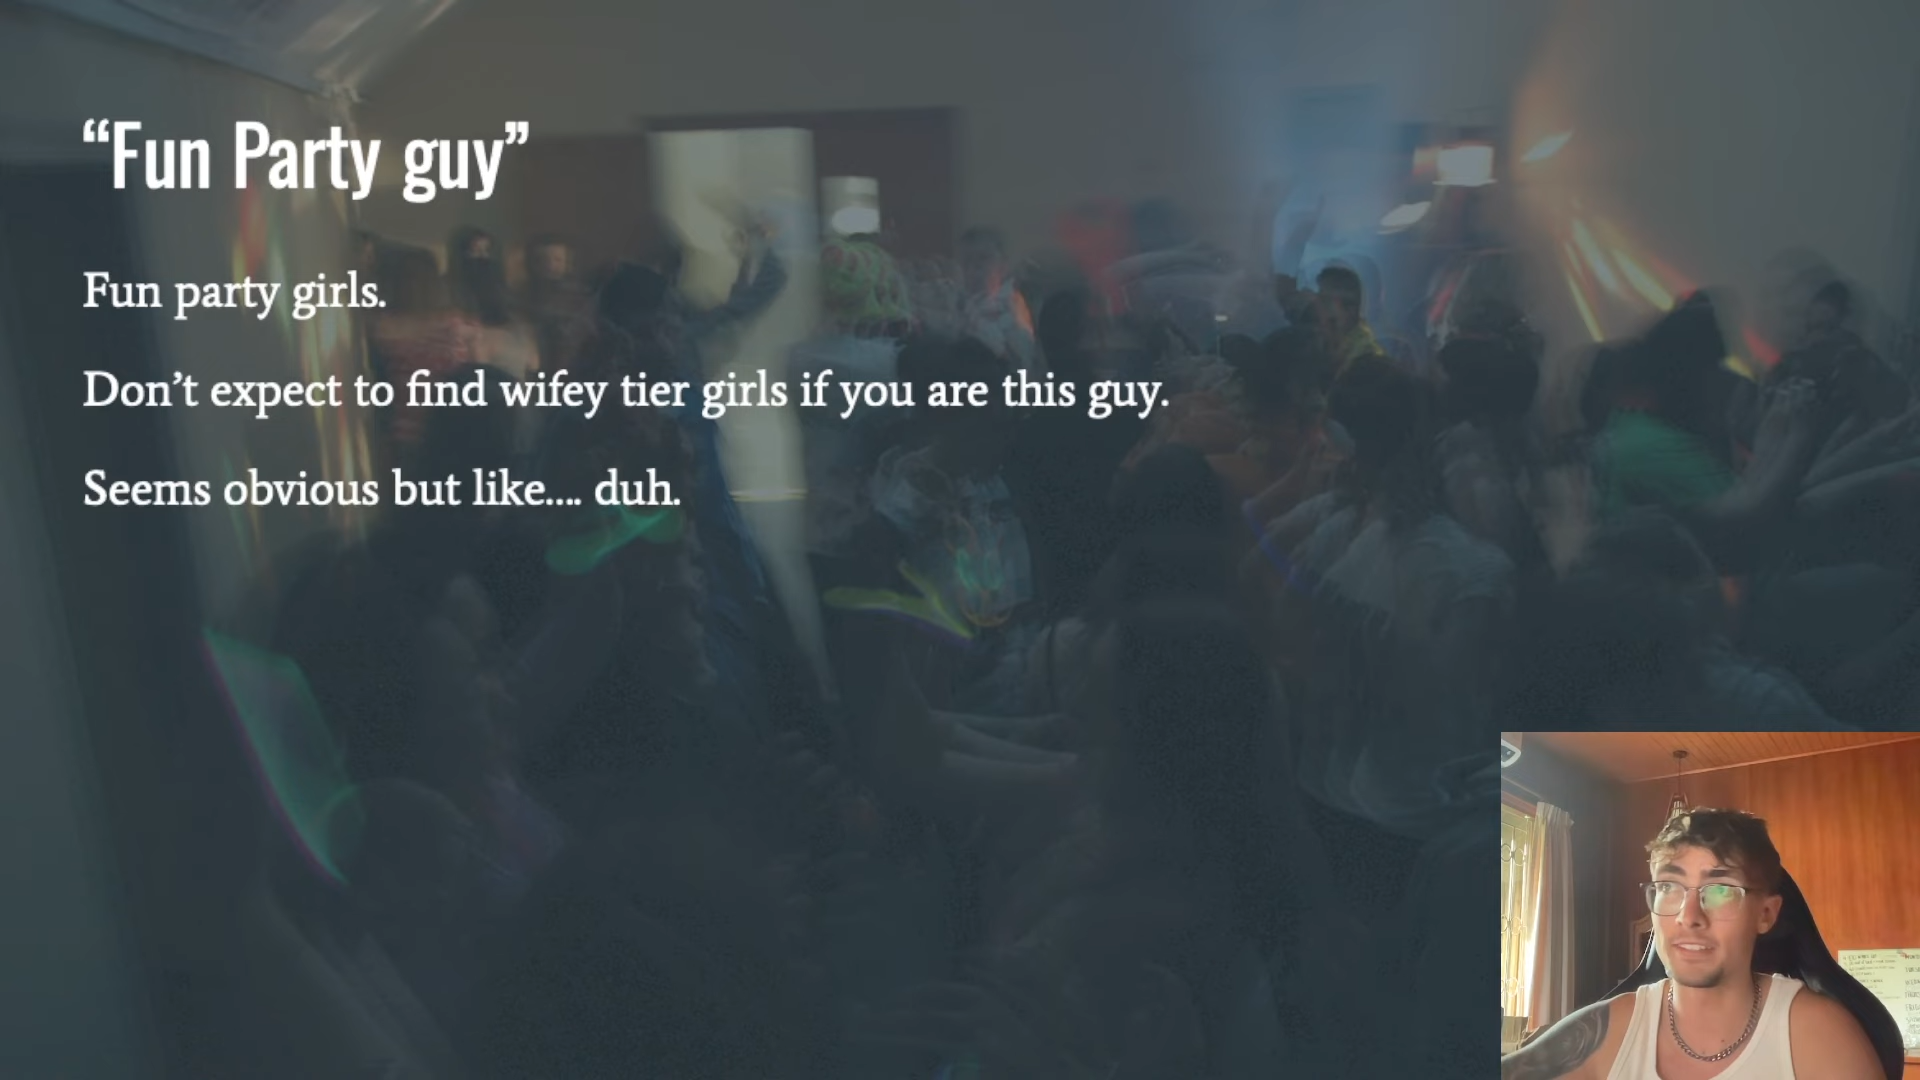 “Fun Party guy”
Fun party girls.
Don’t expect to find wifey tier girls if you are this guy.
Seems obvious but like.... duh.